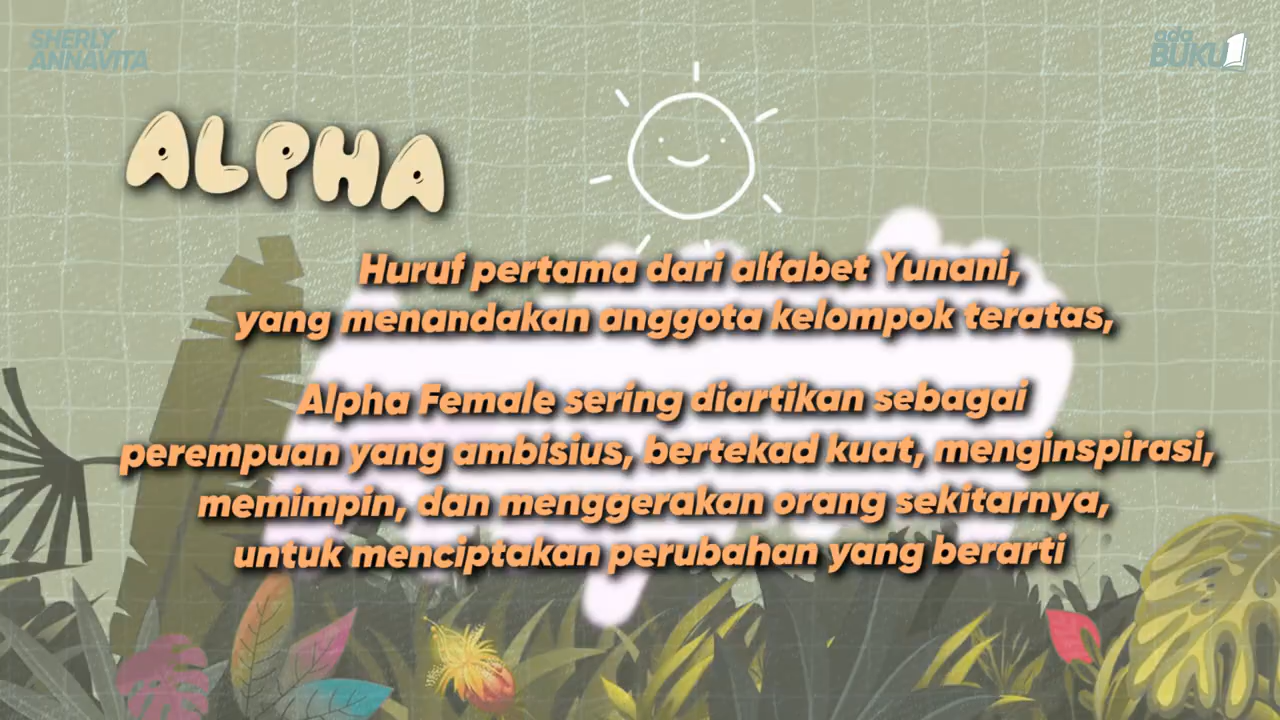 SHERLY
ANNAVITA
ada
BUKU
ALPHA
Huruf pertama dari alfabet Yunani,
yang menandakan anggota kelompok teratas,
Alpha Female sering diartikan sebagai
perempuan yang ambisius, bertekad kuat, menginspirasi,
memimpin, dan menggerakan orang sekitarnya,
untuk menciptakan perubahan yang berarti